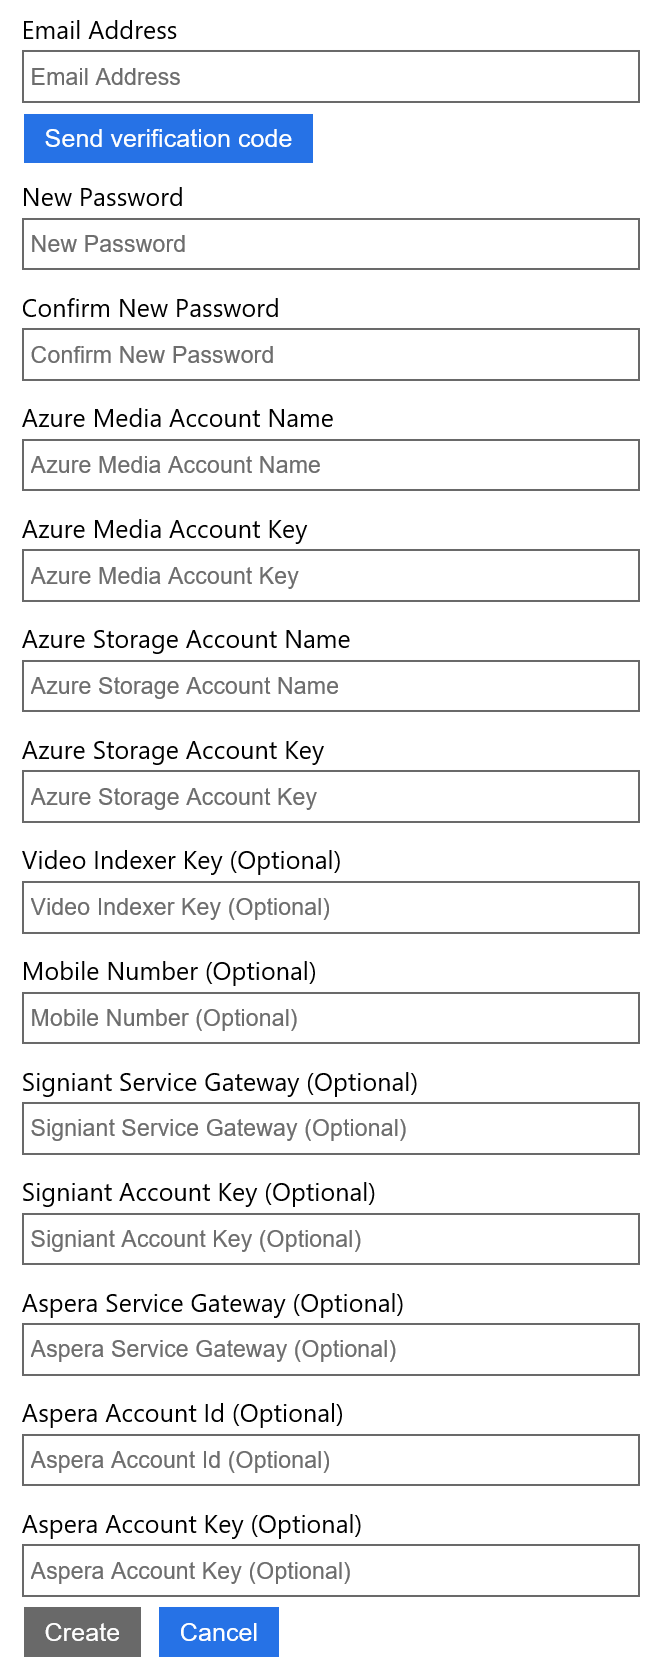 Email Address
Email Address
Send verification code
New Password
New Password
Confirm New Password
Confirm New Password
Azure Media Account Name
Azure Media Account Name
Azure Media Account Key
Azure Media Account Key
Azure Storage Account Name
Azure Storage Account Name
Azure Storage Account Key
Azure Storage Account Key
Video Indexer Key (Optional)
Video Indexer Key (Optional)
Mobile Number (Optional)
Mobile Number (Optional)
Signiant Service Gateway (Optional)
Signiant Service Gateway (Optional)
Signiant Account Key (Optional)
Signiant Account Key (Optional)
Aspera Service Gateway (Optional)
Aspera Service Gateway (Optional)
Aspera Account Id (Optional)
Aspera Account Id (Optional)
Aspera Account Key (Optional)
Aspera Account Key (Optional)
Create Cancel